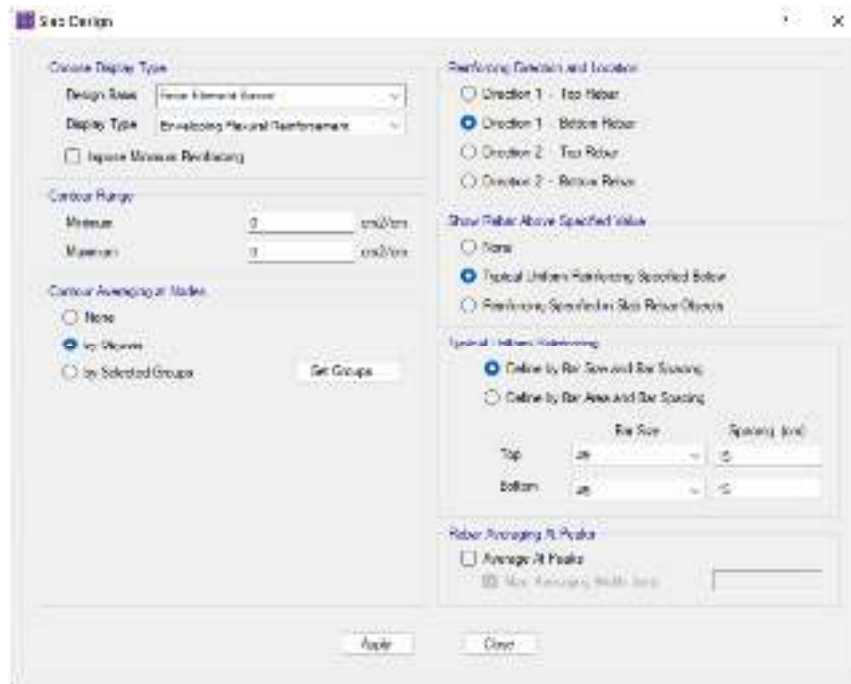 Slab Design
? X
Choose Display Type
Design Basis Finite Element Based
Display Type Enveloping Flexural Reinforcement
Impose Minimum Reinforcing
Contour Range
Minimum 0 cm2/cm
Maximum 0 cm2/cm
Contour Averaging at Nodes
None
by Objects
by Selected Groups Set Groups
Reinforcing Direction and Location
Direction 1 - Top Rebar
Direction 1 - Bottom Rebar
Direction 2 - Top Rebar
Direction 2 - Bottom Rebar
Show Rebar Above Specified Value
None
Typical Uniform Reinforcing Specified Below
Reinforcing Specified in Slab Rebar Objects
Typical Uniform Reinforcing
Define by Bar Size and Bar Spacing
Define by Bar Area and Bar Spacing
Bar Size Spacing (cm)
Top 15
Bottom 15
Rebar Averaging At Peaks
Average At Peaks
Averaging Width
Apply Close